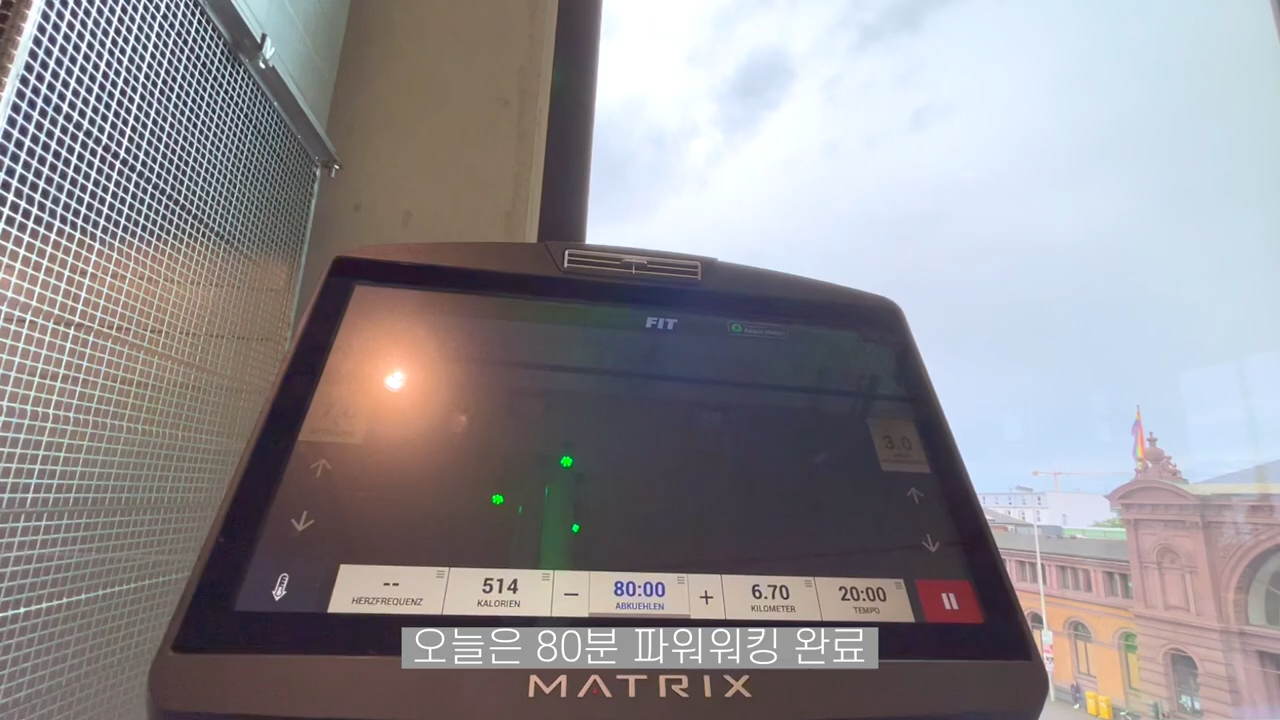 FIT
3.0
-- 514 80:00 6.70 20:00
HERZFREQUENZ KALORIEN − ABKUEHLEN + KILOMETER TEMPO
오늘은 80분 파워워킹 완료
MATRIX